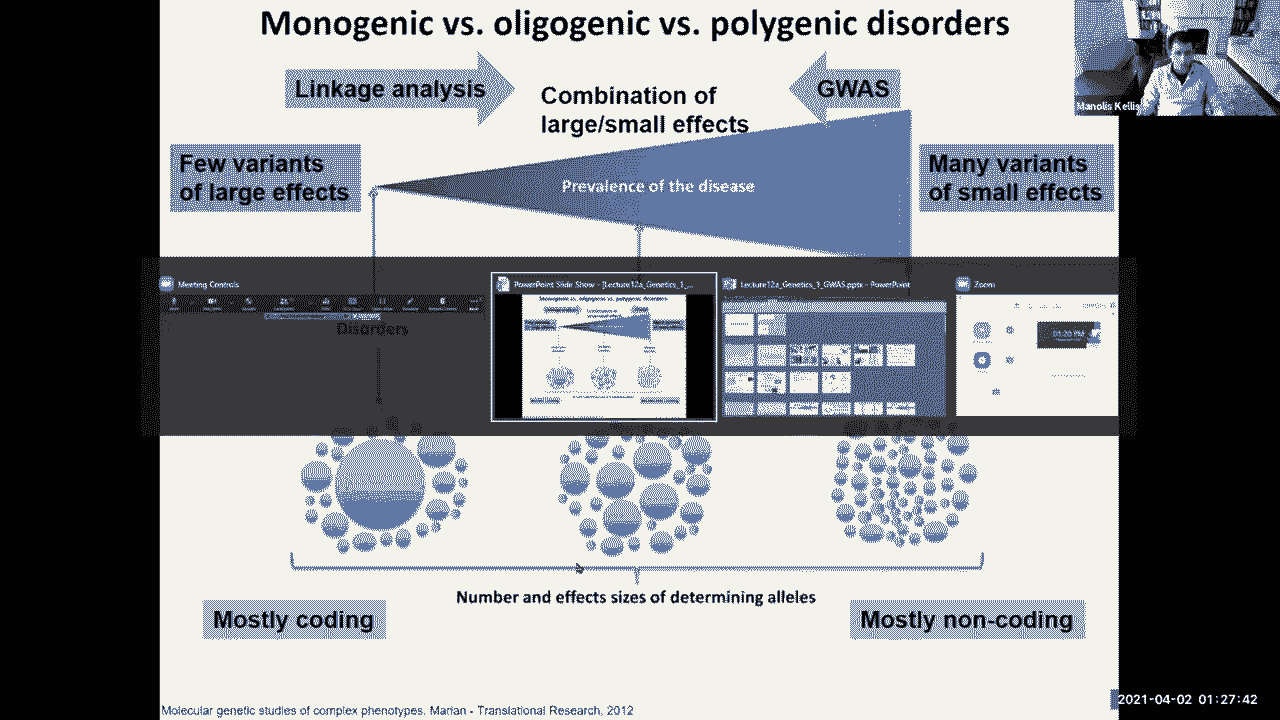 Monogenic vs. oligogenic vs. polygenic disorders
Linkage analysis
Combination of
large/small effects
GWAS
Manolis Kellis
Few variants
of large effects
Prevalence of the disease
Many variants
of small effects
Meeting Controls
PowerPoint Slide Show - [Lecture12a_Genetics_1_...
Lecture12a_Genetics_1_GWAS.pptx - PowerPoint
Zoom
Disorders
01:20 PM
Number and effects sizes of determining alleles
Mostly coding
Mostly non-coding
Molecular genetic studies of complex phenotypes. Marian - Translational Research, 2012
2021-04-02 01:27:42